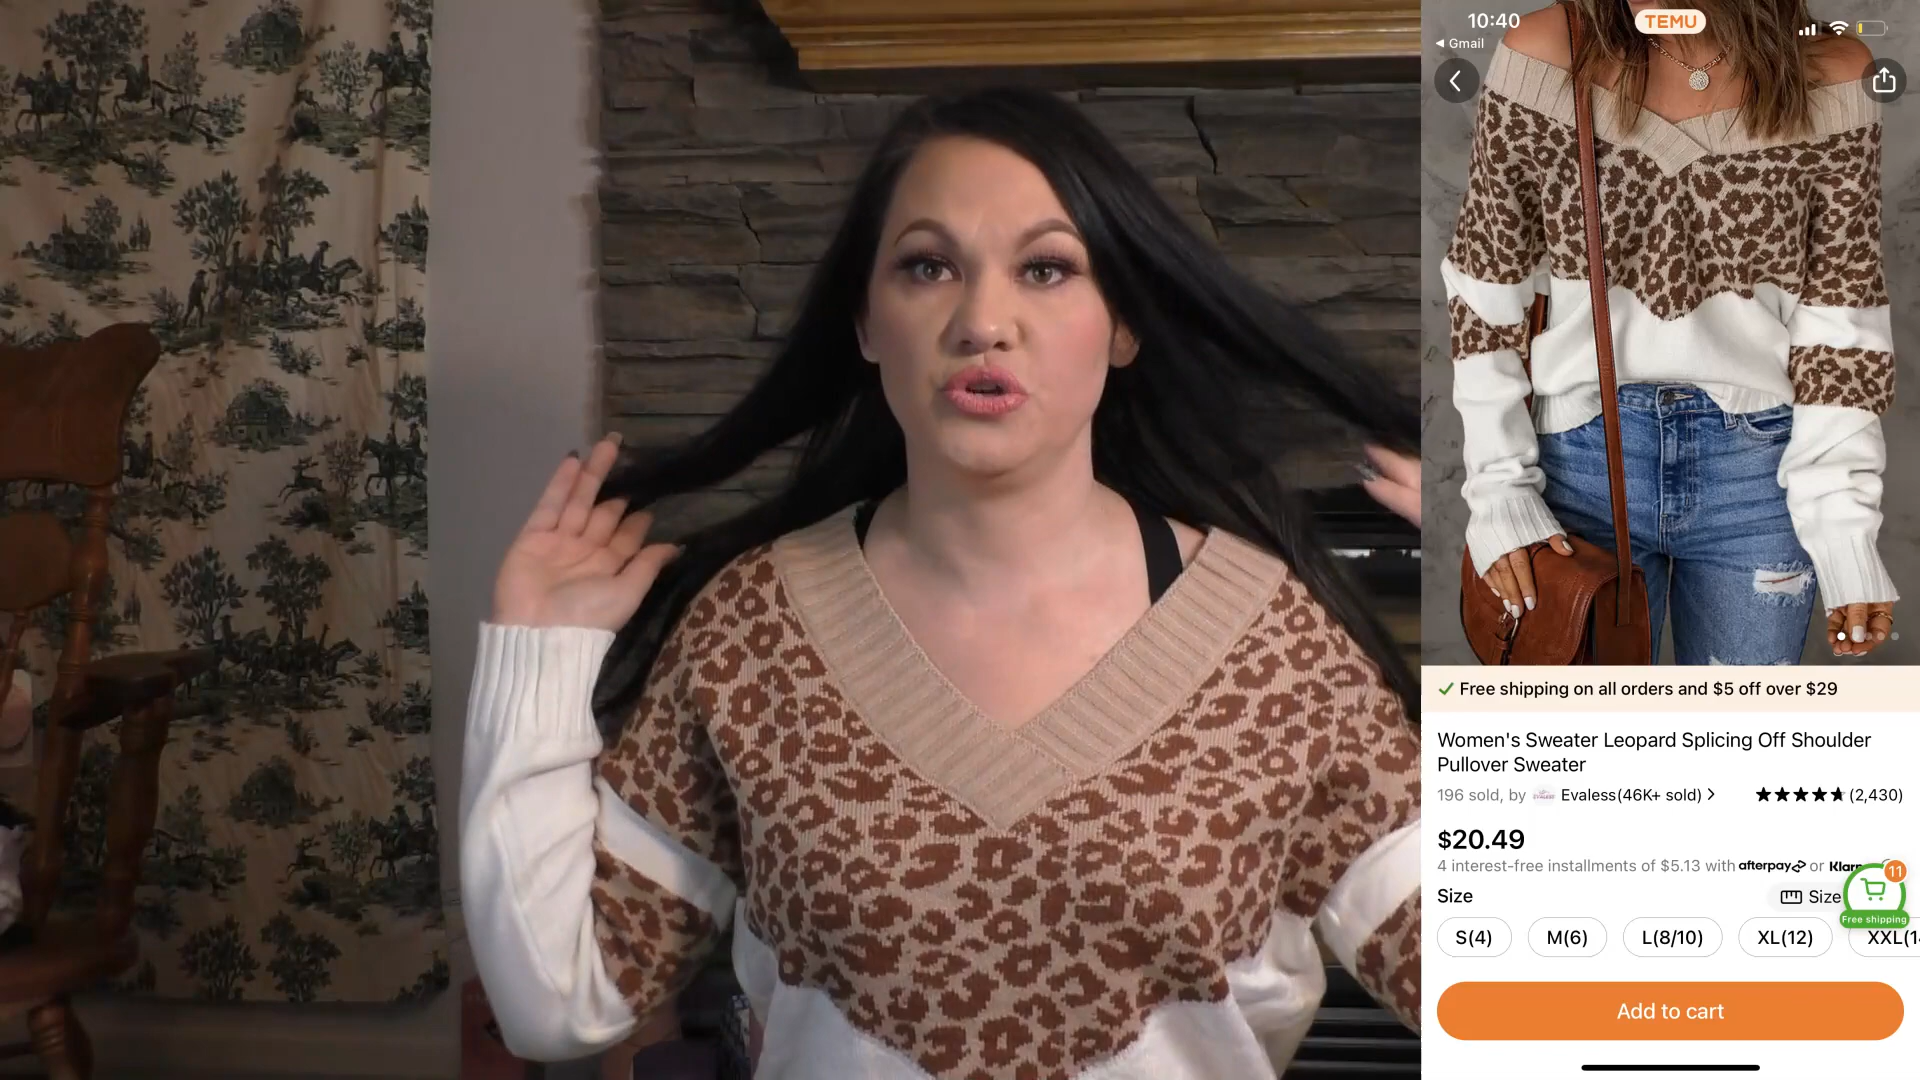 10:40
TEMU
◀ Gmail
Free shipping on all orders and $5 off over $29
Women's Sweater Leopard Splicing Off Shoulder
Pullover Sweater
196 sold, by Evaless(46K+ sold) >
(2,430)
$20.49
4 interest-free installments of $5.13 with afterpay or
Size
Size
11
Free shipping
S(4)
M(6)
L(8/10)
XL(12)
Add to cart